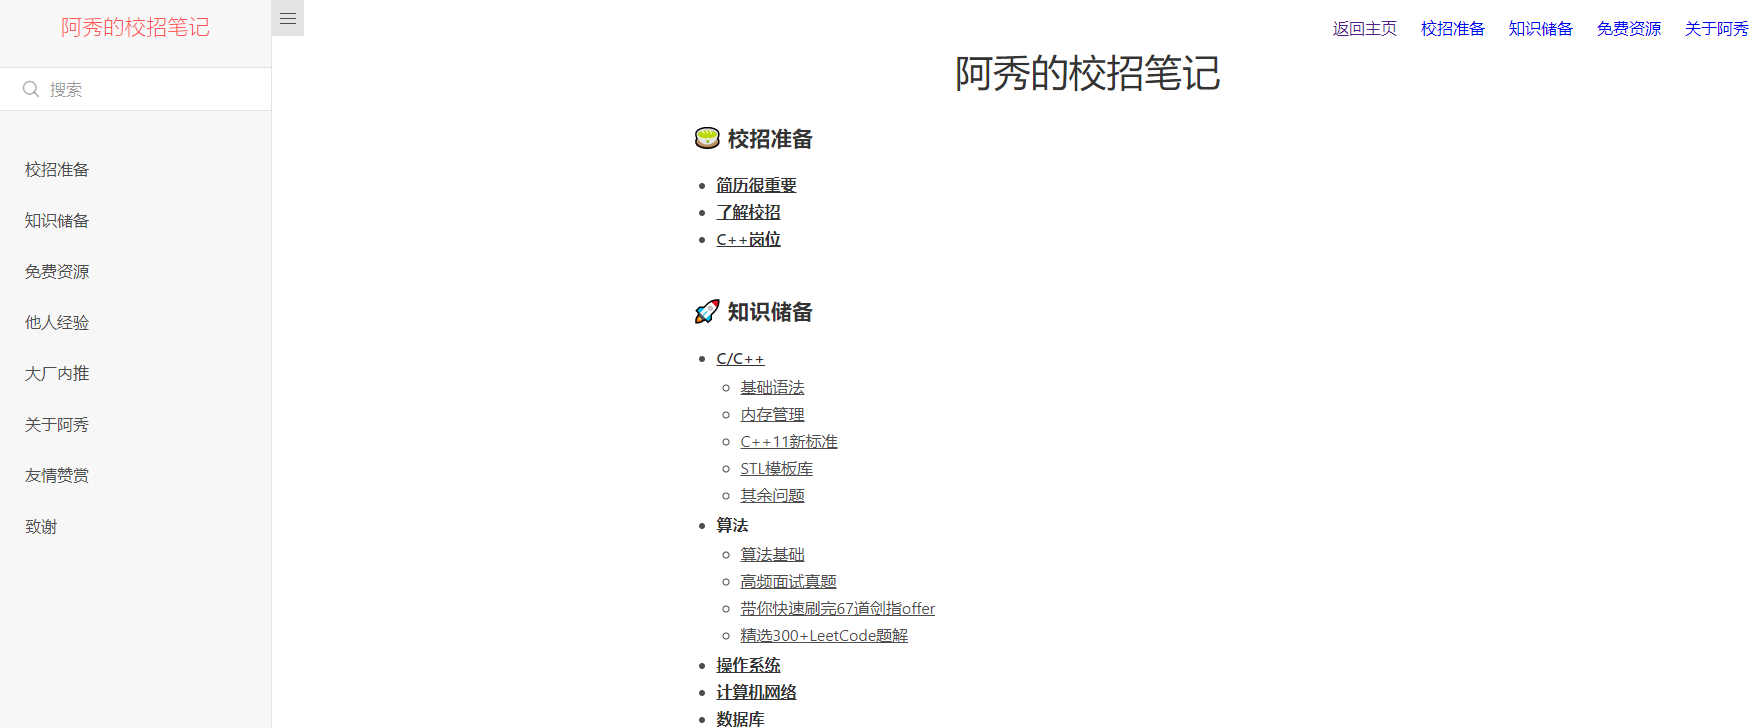 阿秀的校招笔记
搜索
校招准备
知识储备
免费资源
他人经验
大厂内推
关于阿秀
友情赞赏
致谢
返回主页 校招准备 知识储备 免费资源 关于阿秀
阿秀的校招笔记
校招准备
简历很重要
了解校招
C++岗位
知识储备
C/C++
基础语法
内存管理
C++11新标准
STL模板库
其余问题
算法
算法基础
高频面试真题
带你快速刷完67道剑指offer
精选300+LeetCode题解
操作系统
计算机网络
数据库